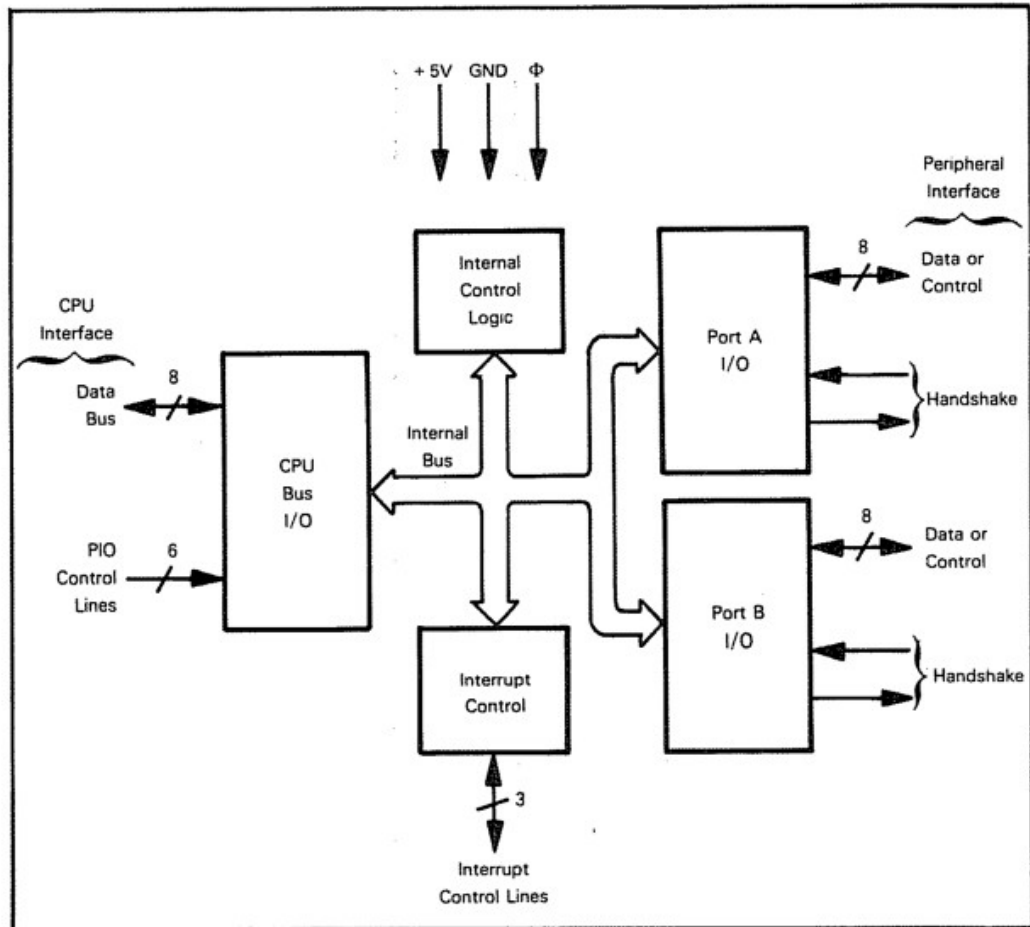 + 5V GND Φ
Peripheral
Interface
8
Data or
Control
Internal
Control
Logic
Port A
I/O
Handshake
CPU
Interface
8
Data
Bus
Internal
Bus
CPU
Bus
I/O
PIO
Control
Lines
6
8
Data or
Control
Port B
I/O
Handshake
Interrupt
Control
3
Interrupt
Control Lines